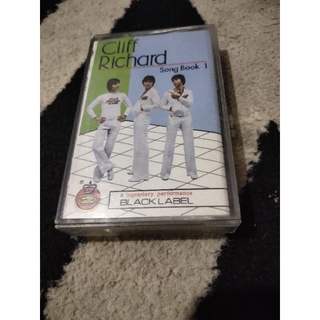 Cliff
Richard
Song Book 1
a legendary performance
BLACK LABEL